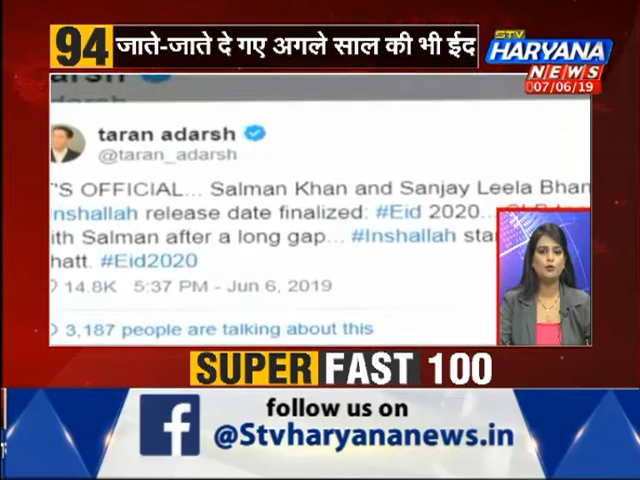 94 जाते-जाते दे गए अगले साल की भी ईद
STV
HARYANA
NEWS
07/06/19
taran adarsh
@taran_adarsh
T'S OFFICIAL... Salman Khan and Sanjay Leela Bhan
Inshallah release date finalized: #Eid 2020...
ith Salman after a long gap... #Inshallah sta
hatt. #Eid2020
14.8K 5:37 PM - Jun 6, 2019
3,187 people are talking about this
SUPER FAST 100
follow us on
@Stvharyananews.in